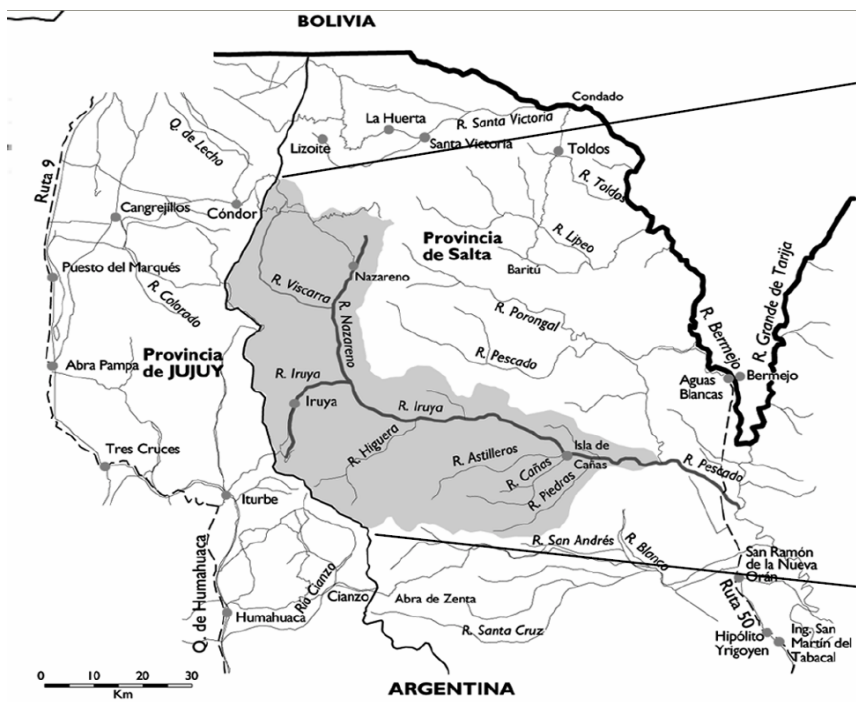 BOLIVIA
Condado
La Huerta
R. Santa Victoria
Q. de Lecho
Lizoite
Santa Victoria
Toldos
Ruta 9
R. Toldos
Cangrejillos
Cóndor
R. Lipeo
Provincia
de Salta
Baritú
Puesto del Marqués
Nazareno
R. Grande de Tarija
R. Colorado
R. Viscarra
R. Nazareno
R. Porongal
R. Bermejo
Provincia
de JUJUY
R. Pescado
Abra Pampa
Aguas
Blancas
Bermejo
R. Iruya
Iruya
R. Iruya
Tres Cruces
R. Higuera
R. Astilleros
Isla de
Cañas
R. Cañas
R. Piedras
R. Pescado
Iturbe
R. San Andrés
R. Blanco
San Ramón
de la Nueva
Orán
Q. de Humahuaca
Río Cianzo
Cianzo
Abra de Zenta
Humahuaca
R. Santa Cruz
Ruta 50
Hipólito
Yrigoyen
Ing. San
Martín del
Tabacal
0 10 20 30
Km
ARGENTINA